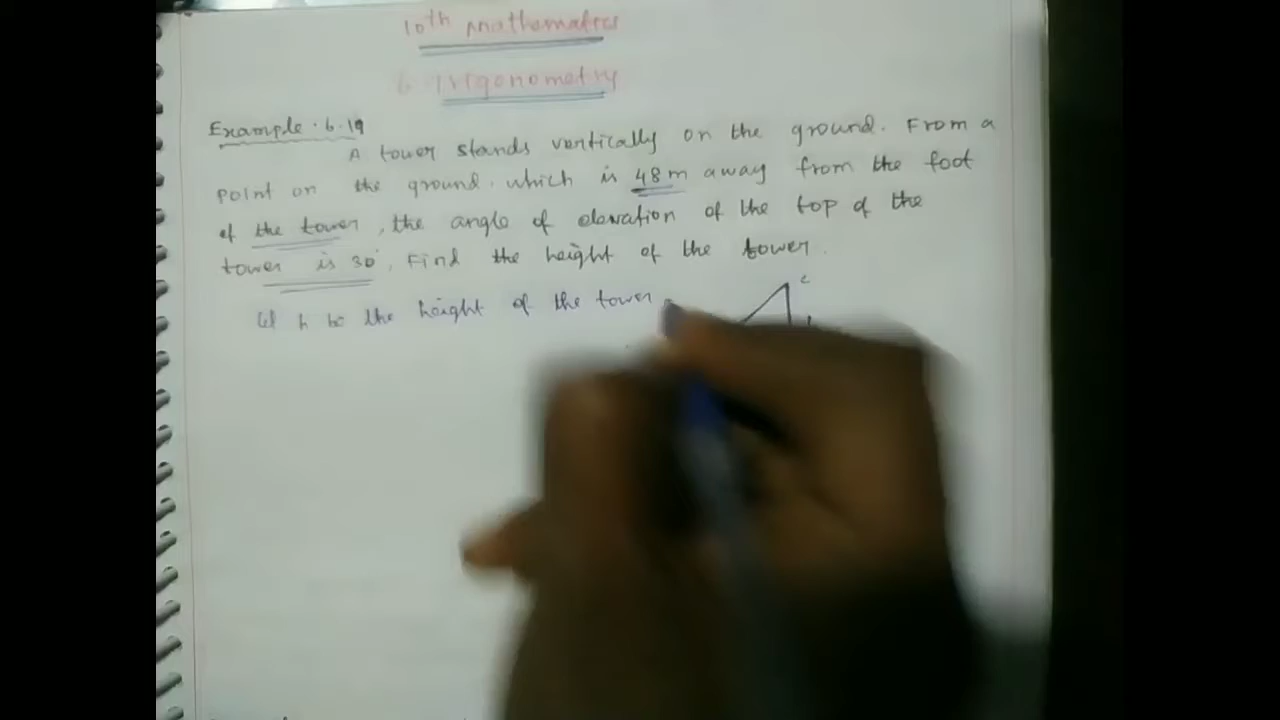 10th Mathematics
6 Trigonometry
Example. 6.19
A tower stands vertically on the ground. From a
point on the ground. which is 48m away from the foot
of the tower, the angle of elevation of the top of the
tower is 30°. Find the height of the tower.
h be the height of the tower
C